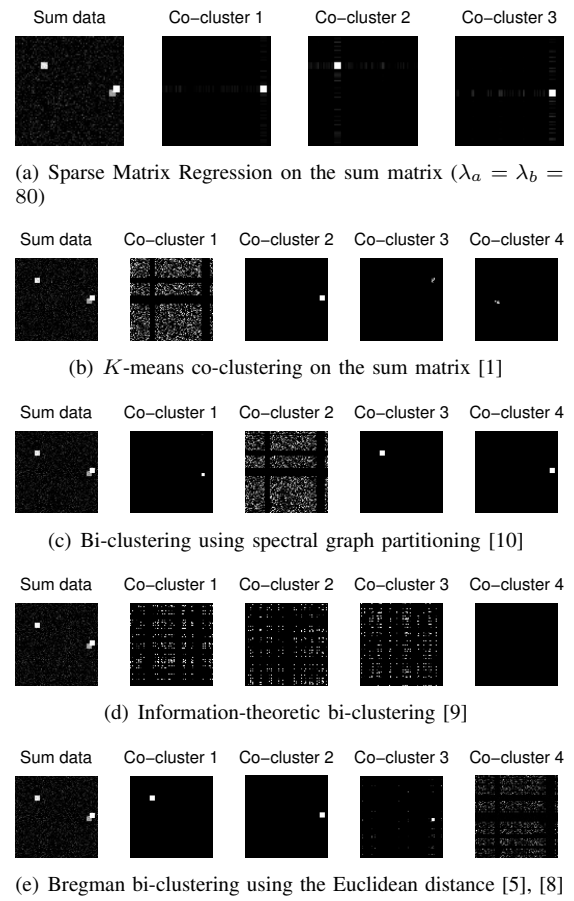 Sum data Co−cluster 1 Co−cluster 2 Co−cluster 3
(a) Sparse Matrix Regression on the sum matrix (λa = λb =
80)
Sum data Co−cluster 1 Co−cluster 2 Co−cluster 3 Co−cluster 4
(b) K-means co-clustering on the sum matrix [1]
Sum data Co−cluster 1 Co−cluster 2 Co−cluster 3 Co−cluster 4
(c) Bi-clustering using spectral graph partitioning [10]
Sum data Co−cluster 1 Co−cluster 2 Co−cluster 3 Co−cluster 4
(d) Information-theoretic bi-clustering [9]
Sum data Co−cluster 1 Co−cluster 2 Co−cluster 3 Co−cluster 4
(e) Bregman bi-clustering using the Euclidean distance [5], [8]